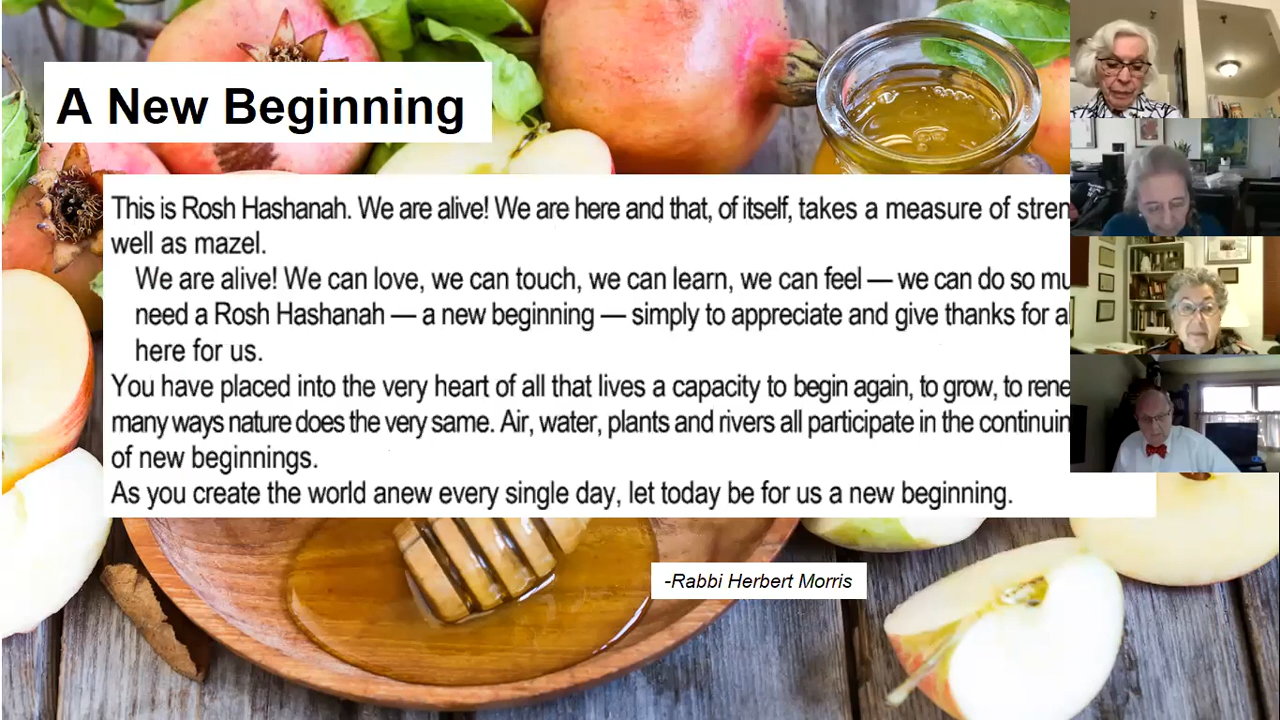 A New Beginning
This is Rosh Hashanah. We are alive! We are here and that, of itself, takes a measure of
well as mazel.
We are alive! We can love, we can touch, we can learn, we can feel — we can do so
need a Rosh Hashanah — a new beginning — simply to appreciate and give thanks for
here for us.
You have placed into the very heart of all that lives a capacity to begin again, to grow, to
many ways nature does the very same. Air, water, plants and rivers all participate in the
of new beginnings.
As you create the world anew every single day, let today be for us a new beginning.
-Rabbi Herbert Morris